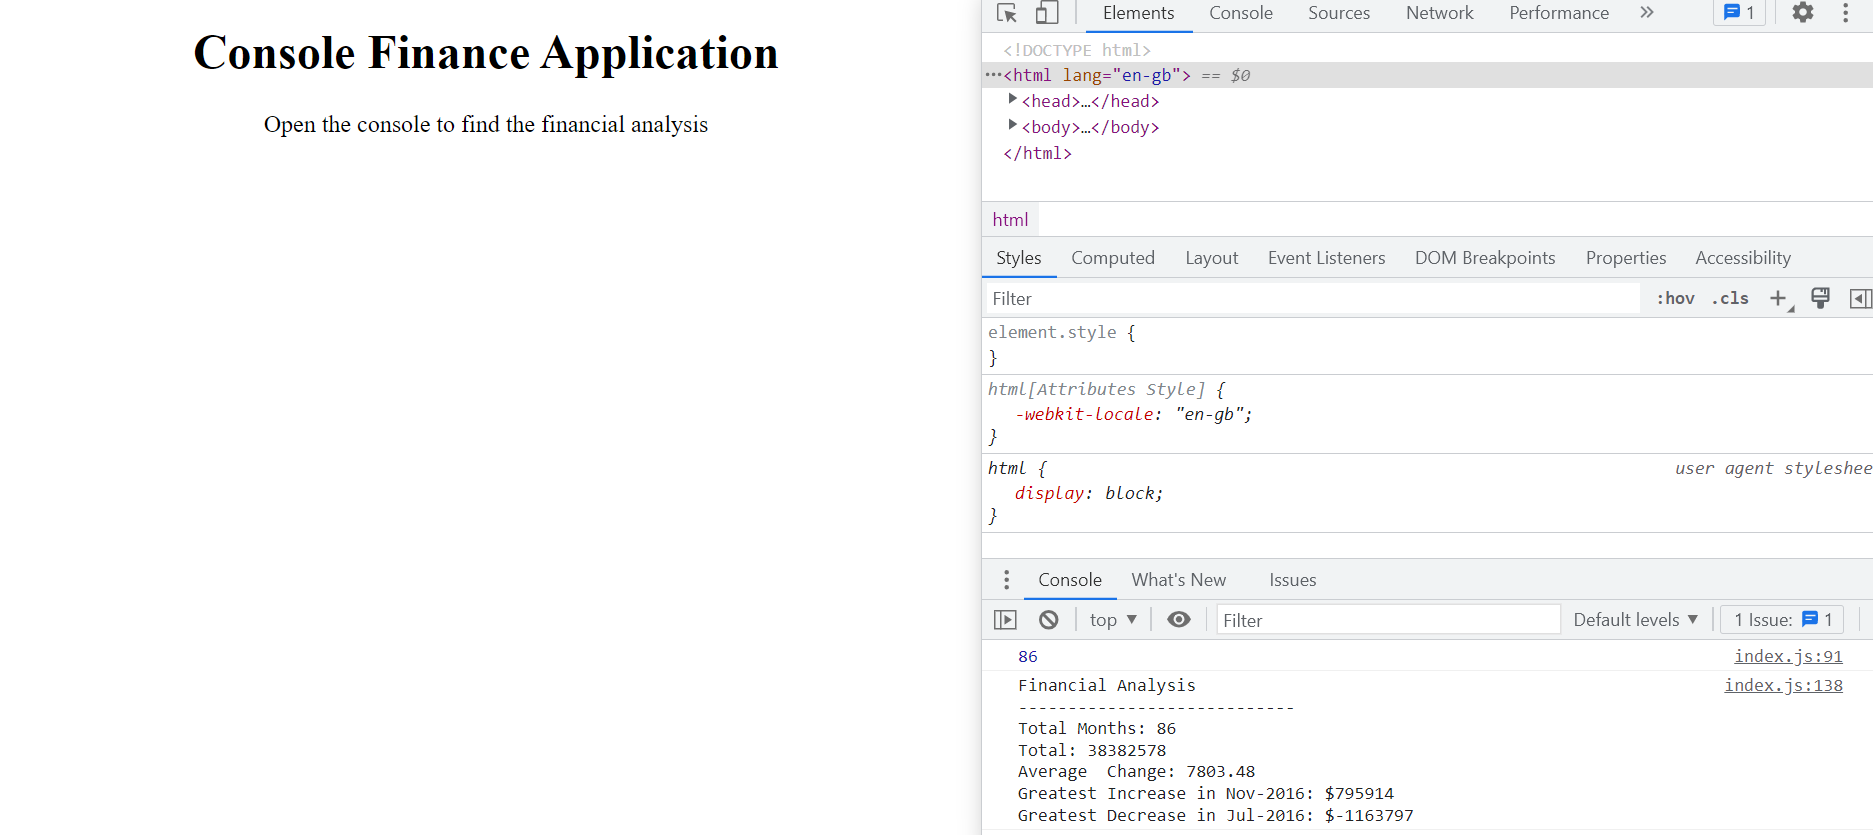 Console Finance Application
Open the console to find the financial analysis
Elements Console Sources Network Performance » 1
<!DOCTYPE html>
···<html lang="en-gb"> == $0
<head>…</head>
<body>…</body>
</html>
html
Styles Computed Layout Event Listeners DOM Breakpoints Properties Accessibility
Filter :hov .cls +
element.style {
}
html[Attributes Style] {
-webkit-locale: "en-gb";
}
html { user agent styleshee
display: block;
}
Console What's New Issues
top ▼ Filter Default levels ▼ 1 Issue: 1
86 index.js:91
Financial Analysis index.js:138
----------------------------
Total Months: 86
Total: 38382578
Average  Change: 7803.48
Greatest Increase in Nov-2016: $795914
Greatest Decrease in Jul-2016: $-1163797